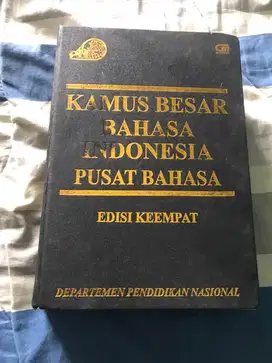 KAMUS BESAR
BAHASA
INDONESIA
PUSAT BAHASA
EDISI KEEMPAT
DEPARTEMEN PENDIDIKAN NASIONAL